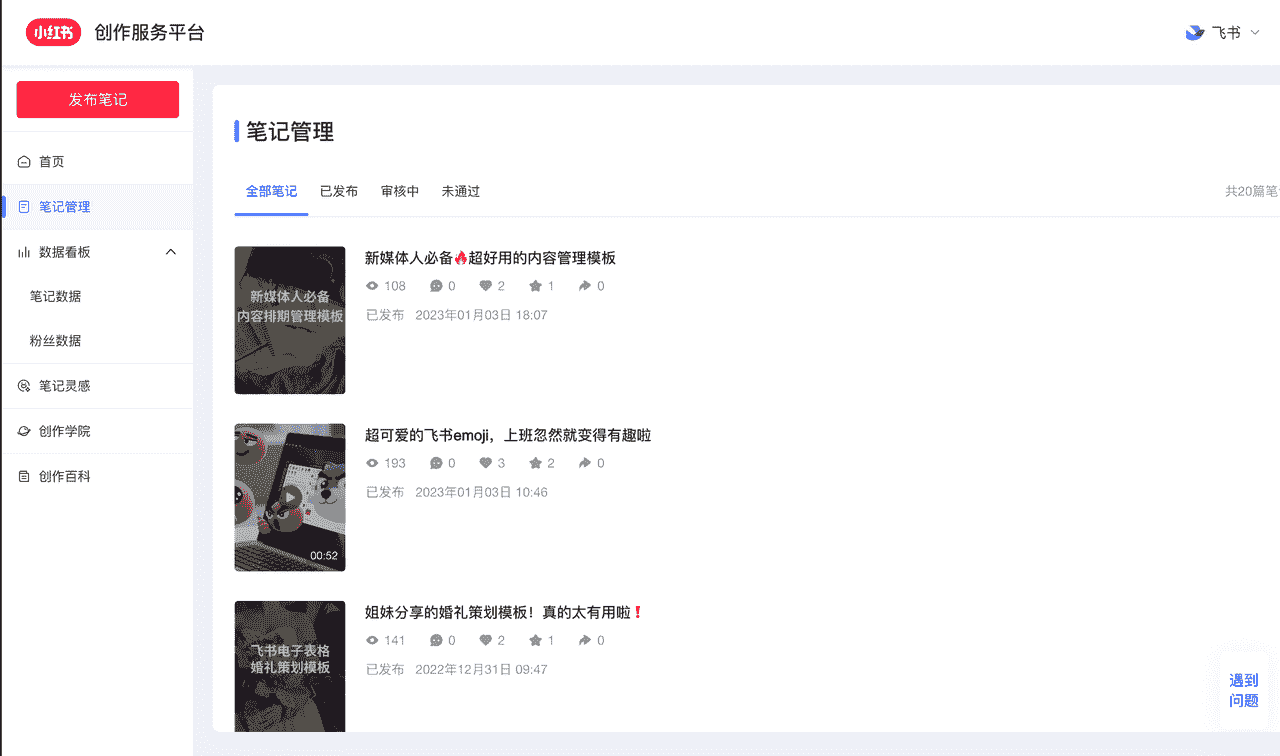 小红书 创作服务平台
飞书
发布笔记
首页
笔记管理
数据看板
笔记数据
粉丝数据
笔记灵感
创作学院
创作百科
笔记管理
全部笔记 已发布 审核中 未通过
共20篇笔
新媒体人必备
内容排期管理模板
新媒体人必备🔥超好用的内容管理模板
108 0 2 1 0
已发布 2023年01月03日 18:07
00:52
超可爱的飞书emoji，上班忽然就变得有趣啦
193 0 3 2 0
已发布 2023年01月03日 10:46
飞书电子表格
婚礼策划模板
姐妹分享的婚礼策划模板！真的太有用啦❗
141 0 2 1 0
已发布 2022年12月31日 09:47
遇到
问题